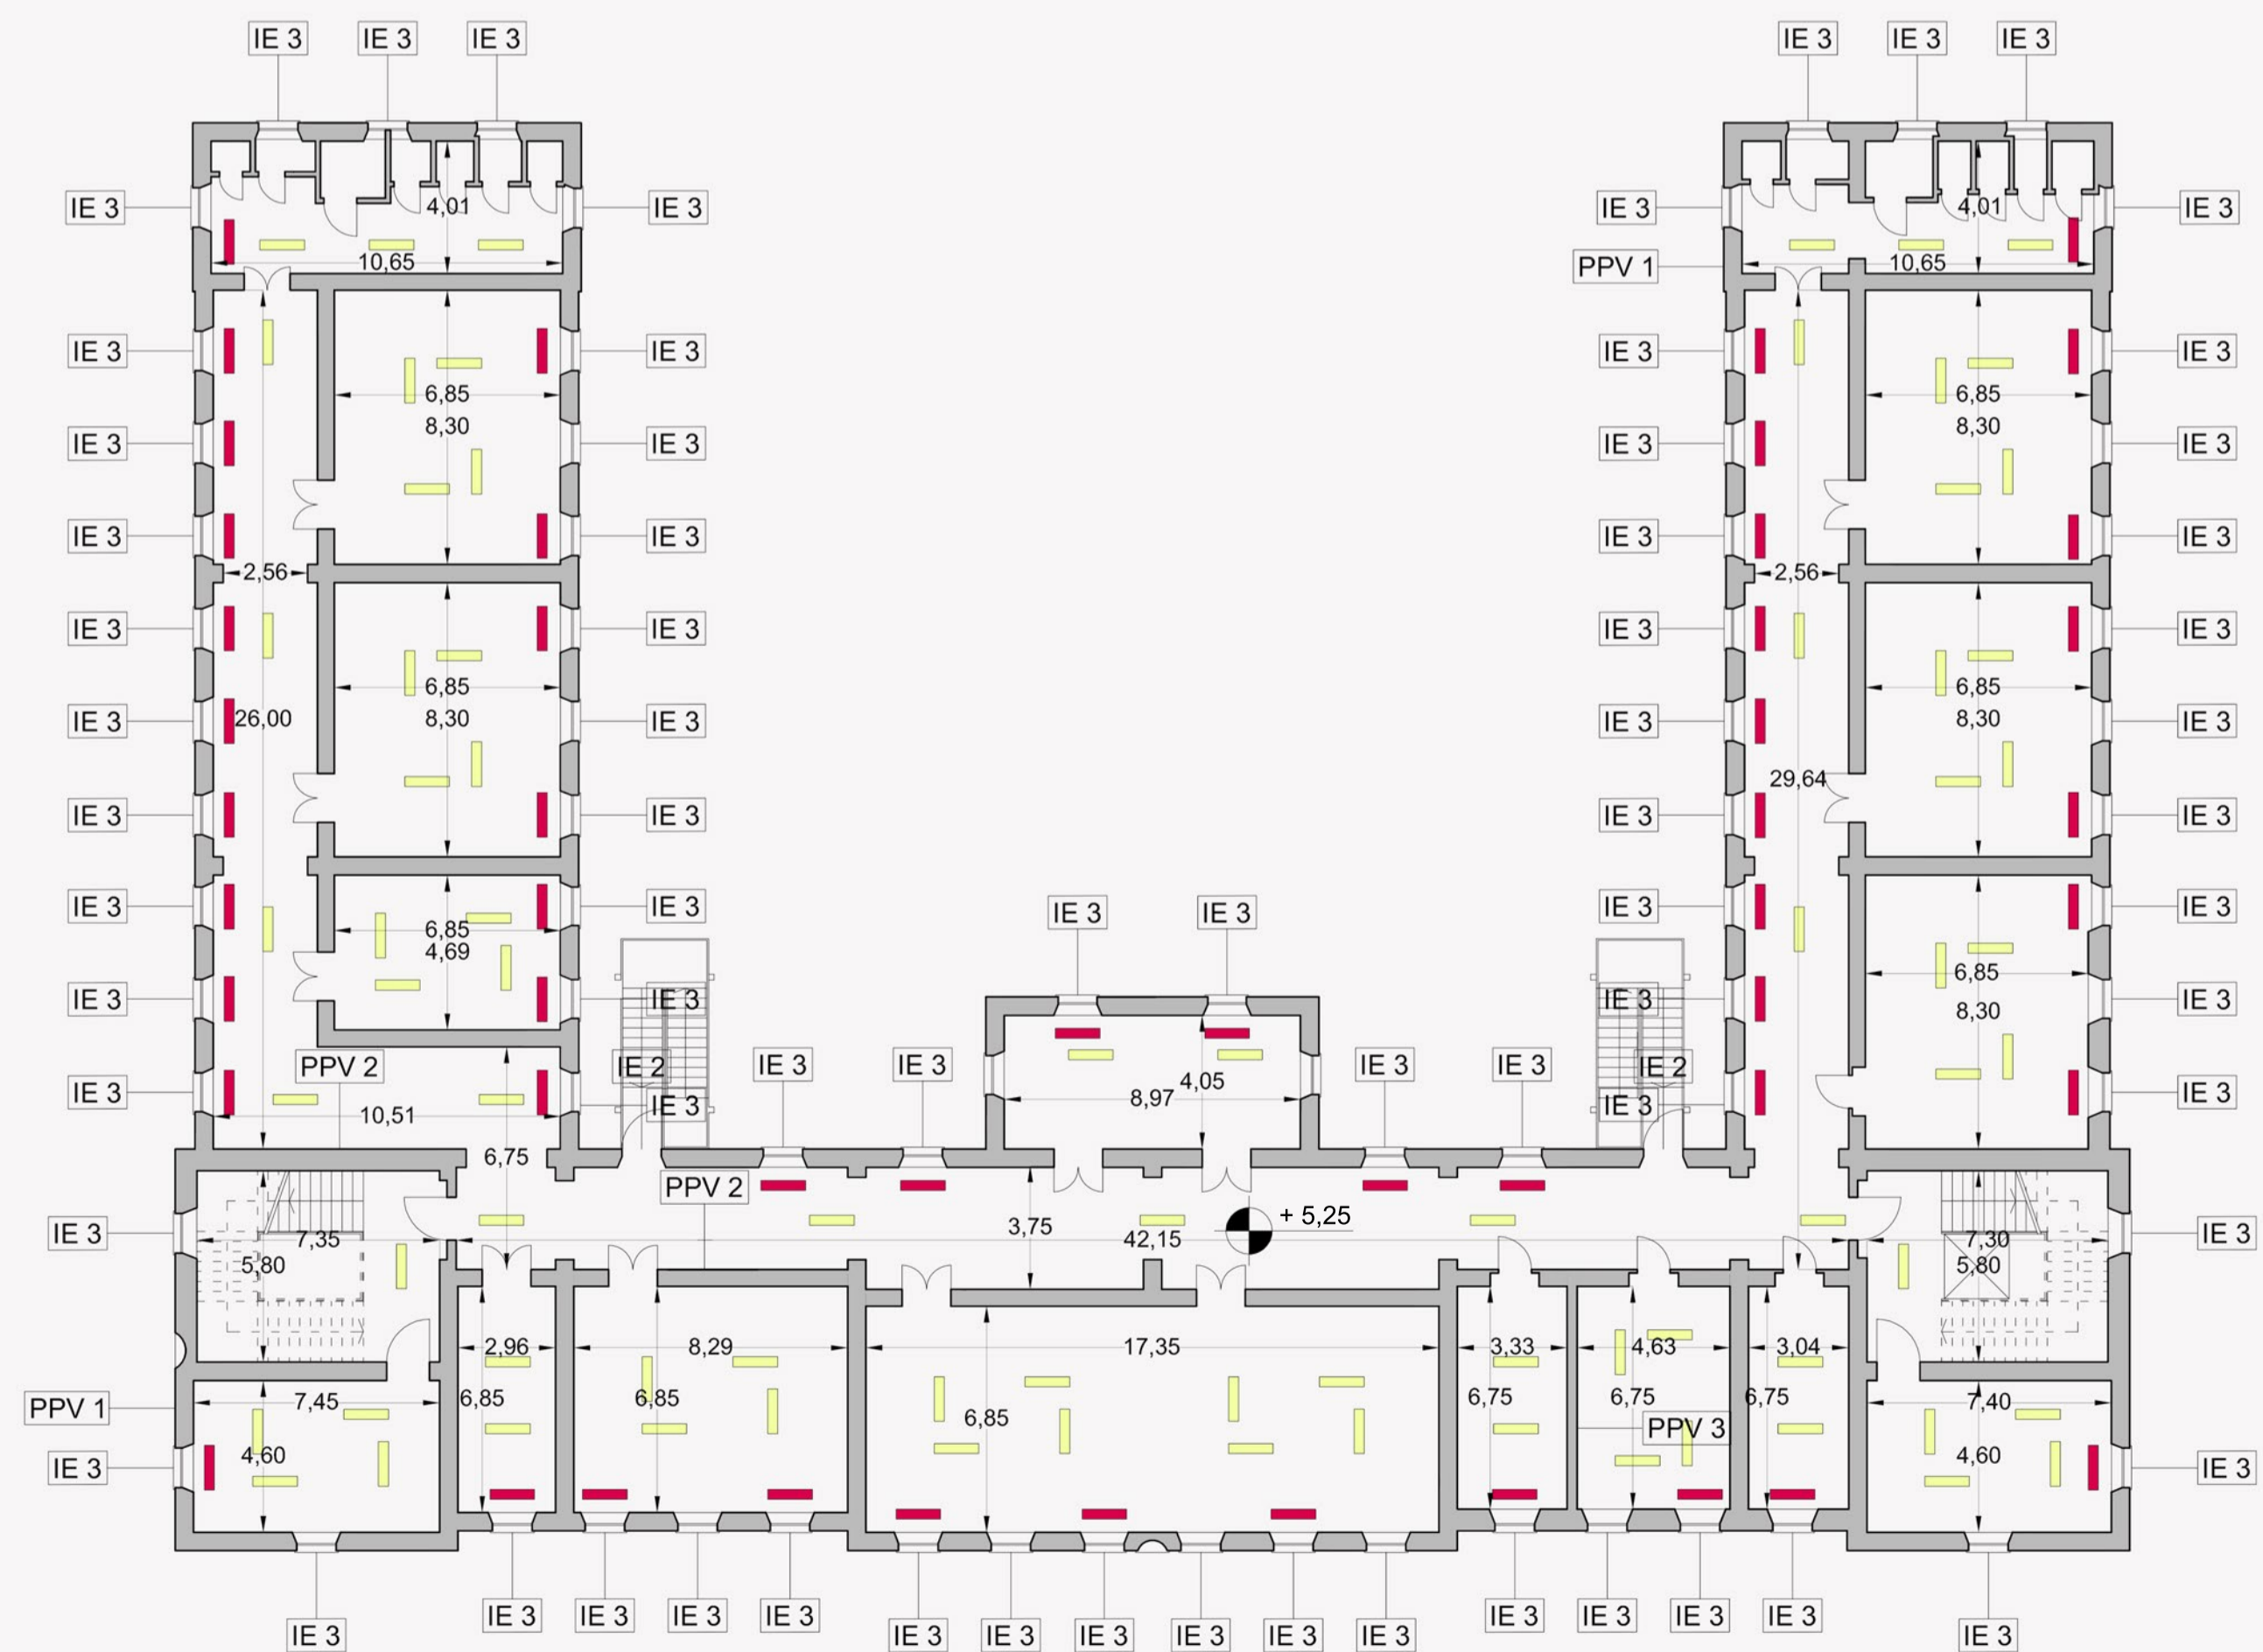 IE 3 IE 3 IE 3 IE 3 IE 3 IE 3
IE 3 4,01 IE 3 IE 3 4,01 IE 3
10,65 PPV 1 10,65
IE 3 IE 3 IE 3 IE 3
6,85 6,85
8,30 8,30
IE 3 IE 3 IE 3 IE 3
IE 3 IE 3 IE 3 IE 3
2,56 2,56
IE 3 IE 3 IE 3 IE 3
6,85 6,85
IE 3 26,00 8,30 IE 3 IE 3 8,30 IE 3
29,64
IE 3 IE 3 IE 3 IE 3
IE 3 IE 3 IE 3 IE 3 IE 3 IE 3
6,85
4,69
6,85
IE 3 IE 3 IE 3 IE 3
8,30
PPV 2 IE 2 IE 3 IE 3 IE 3 IE 3 IE 2
4,05
IE 3 IE 3 8,97 IE 3 IE 3
10,51
6,75
PPV 2
+ 5,25
3,75
IE 3 7,35 42,15 7,30 IE 3
5,80 5,80
2,96 8,29 17,35 3,33 4,63 3,04
PPV 1 7,45 6,85 6,85 6,75 6,75 6,75 7,40
6,85
PPV 3
IE 3 4,60 4,60 IE 3
IE 3 IE 3 IE 3 IE 3 IE 3 IE 3 IE 3 IE 3
IE 3 IE 3 IE 3 IE 3 IE 3 IE 3 IE 3 IE 3